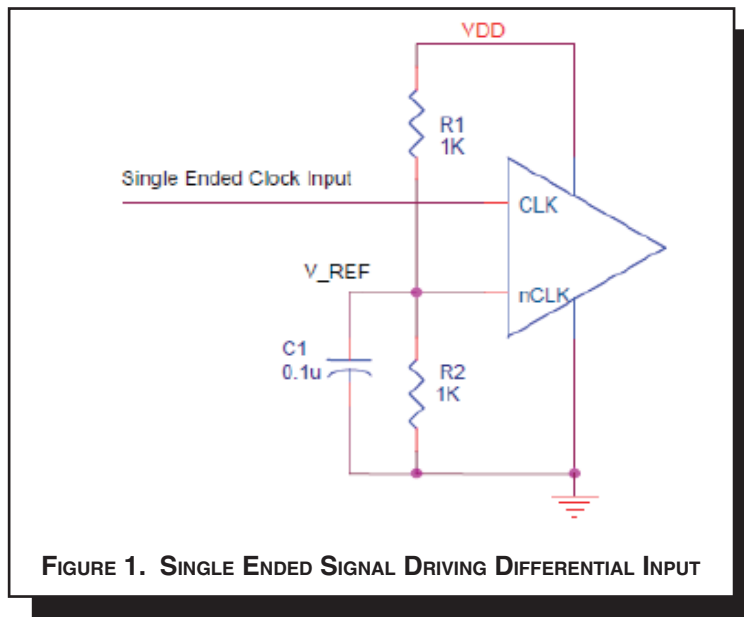 VDD
R1
1K
Single Ended Clock Input
CLK
V_REF
nCLK
C1
0.1u
R2
1K
FIGURE 1. SINGLE ENDED SIGNAL DRIVING DIFFERENTIAL INPUT